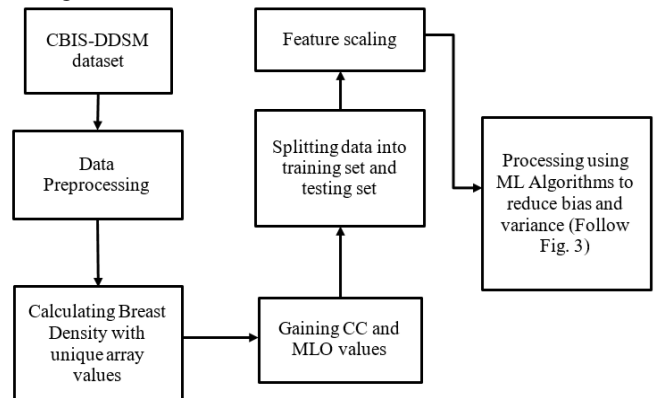 CBIS-DDSM
dataset
Data
Preprocessing
Calculating Breast
Density with
unique array
values
Gaining CC and
MLO values
Splitting data into
training set and
testing set
Feature scaling
Processing using
ML Algorithms to
reduce bias and
variance (Follow
Fig. 3)